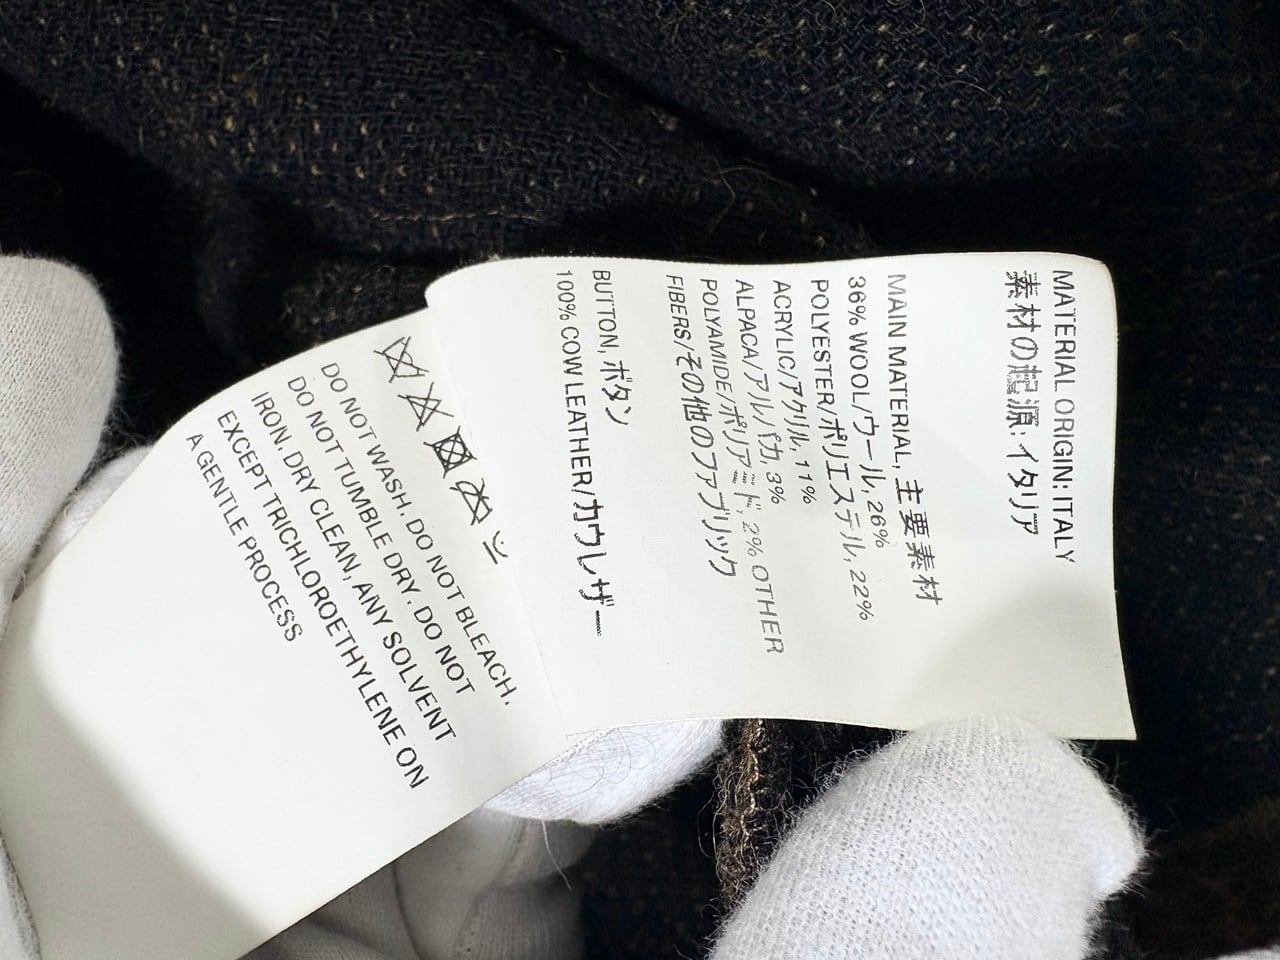 MATERIAL ORIGIN: ITALY
素材の起源: イタリア
MAIN MATERIAL, 主要素材
36% WOOL/ウール, 26%
POLYESTER/ポリエステル, 22%
ACRYLIC/アクリル, 11%
ALPACA/アルパカ, 3%
POLYAMIDE/ポリアミド, 2% OTHER
FIBERS/その他のファブリック
BUTTON, ボタン
100% COW LEATHER/カウレザー
DO NOT WASH. DO NOT BLEACH.
DO NOT TUMBLE DRY. DO NOT
IRON. DRY CLEAN, ANY SOLVENT
EXCEPT TRICHLOROETHYLENE ON
A GENTLE PROCESS